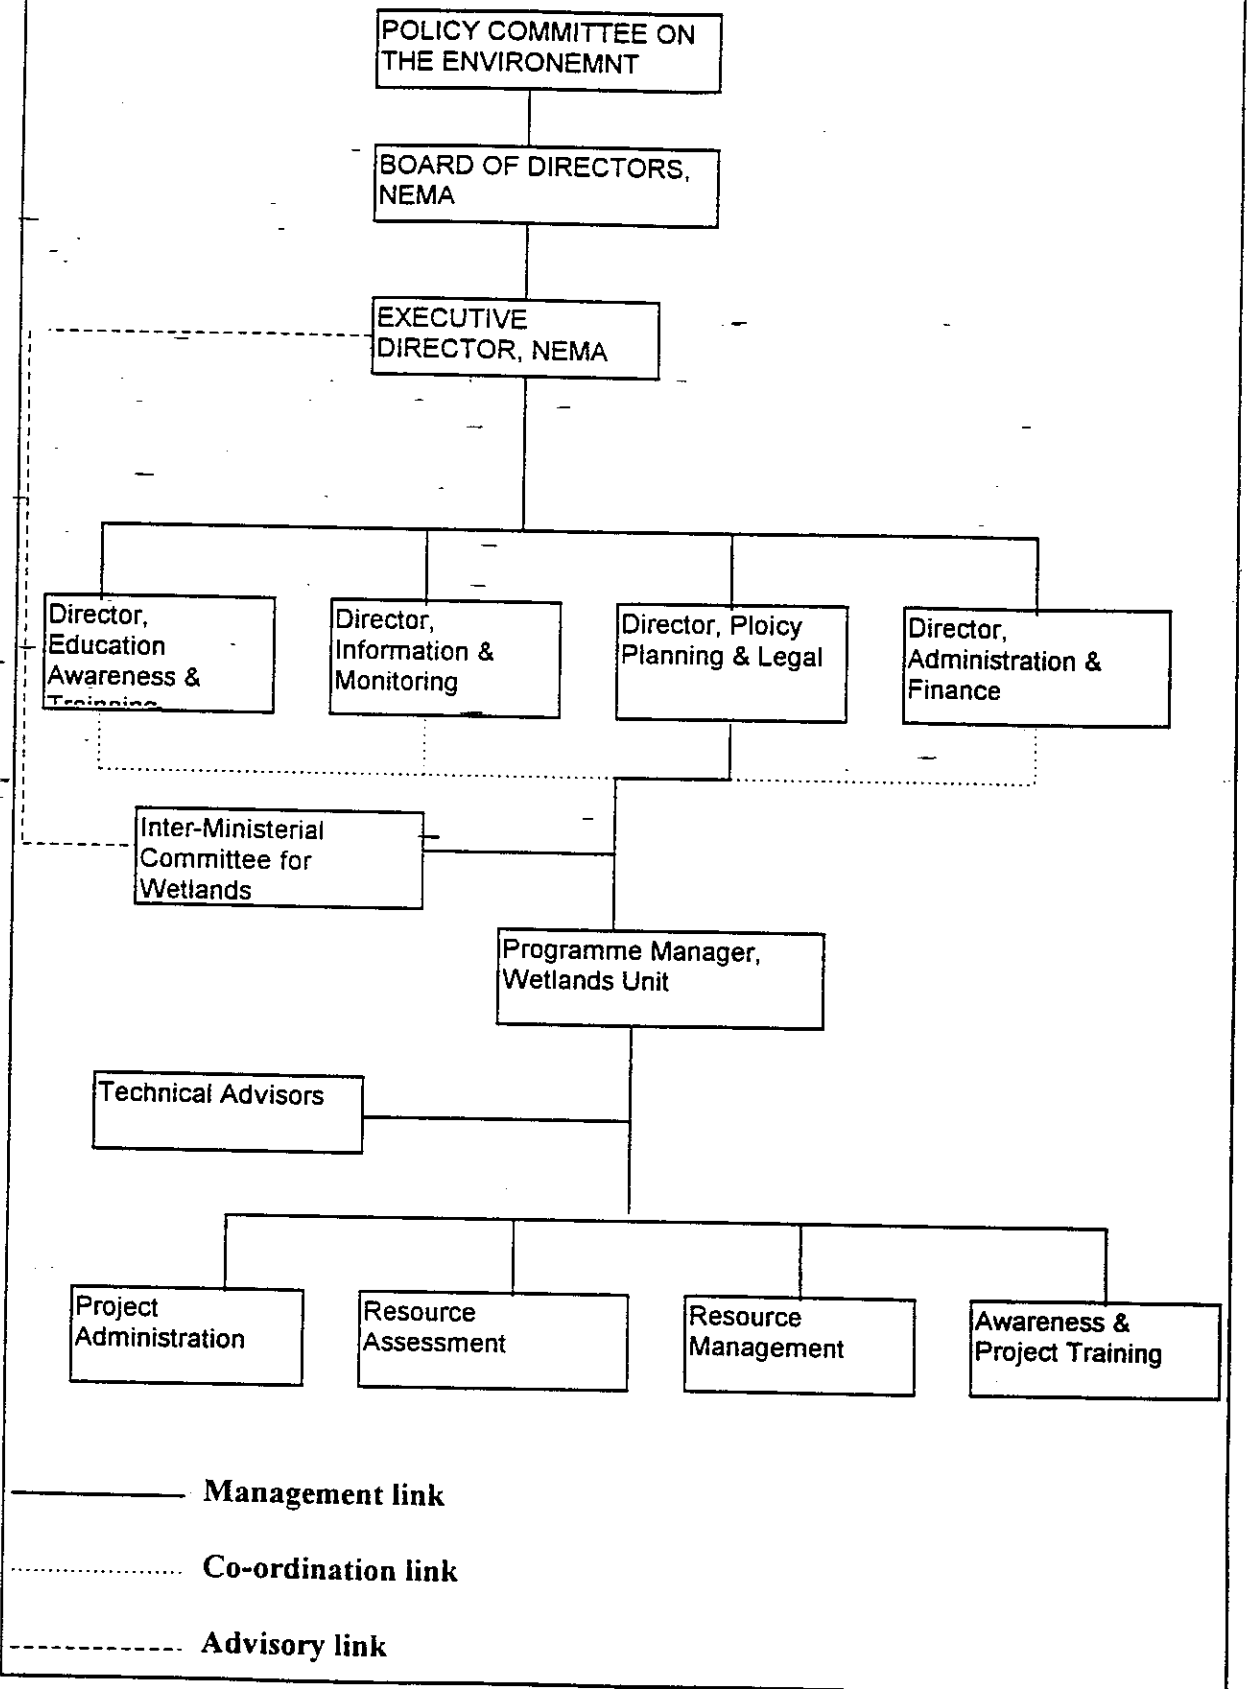 POLICY COMMITTEE ON
THE ENVIRONEMNT
BOARD OF DIRECTORS,
NEMA
EXECUTIVE
DIRECTOR, NEMA
Director,
Education
Awareness &
Trainning
Director,
Information &
Monitoring
Director, Ploicy
Planning & Legal
Director,
Administration &
Finance
Inter-Ministerial
Committee for
Wetlands
Programme Manager,
Wetlands Unit
Technical Advisors
Project
Administration
Resource
Assessment
Resource
Management
Awareness &
Project Training
Management link
Co-ordination link
Advisory link